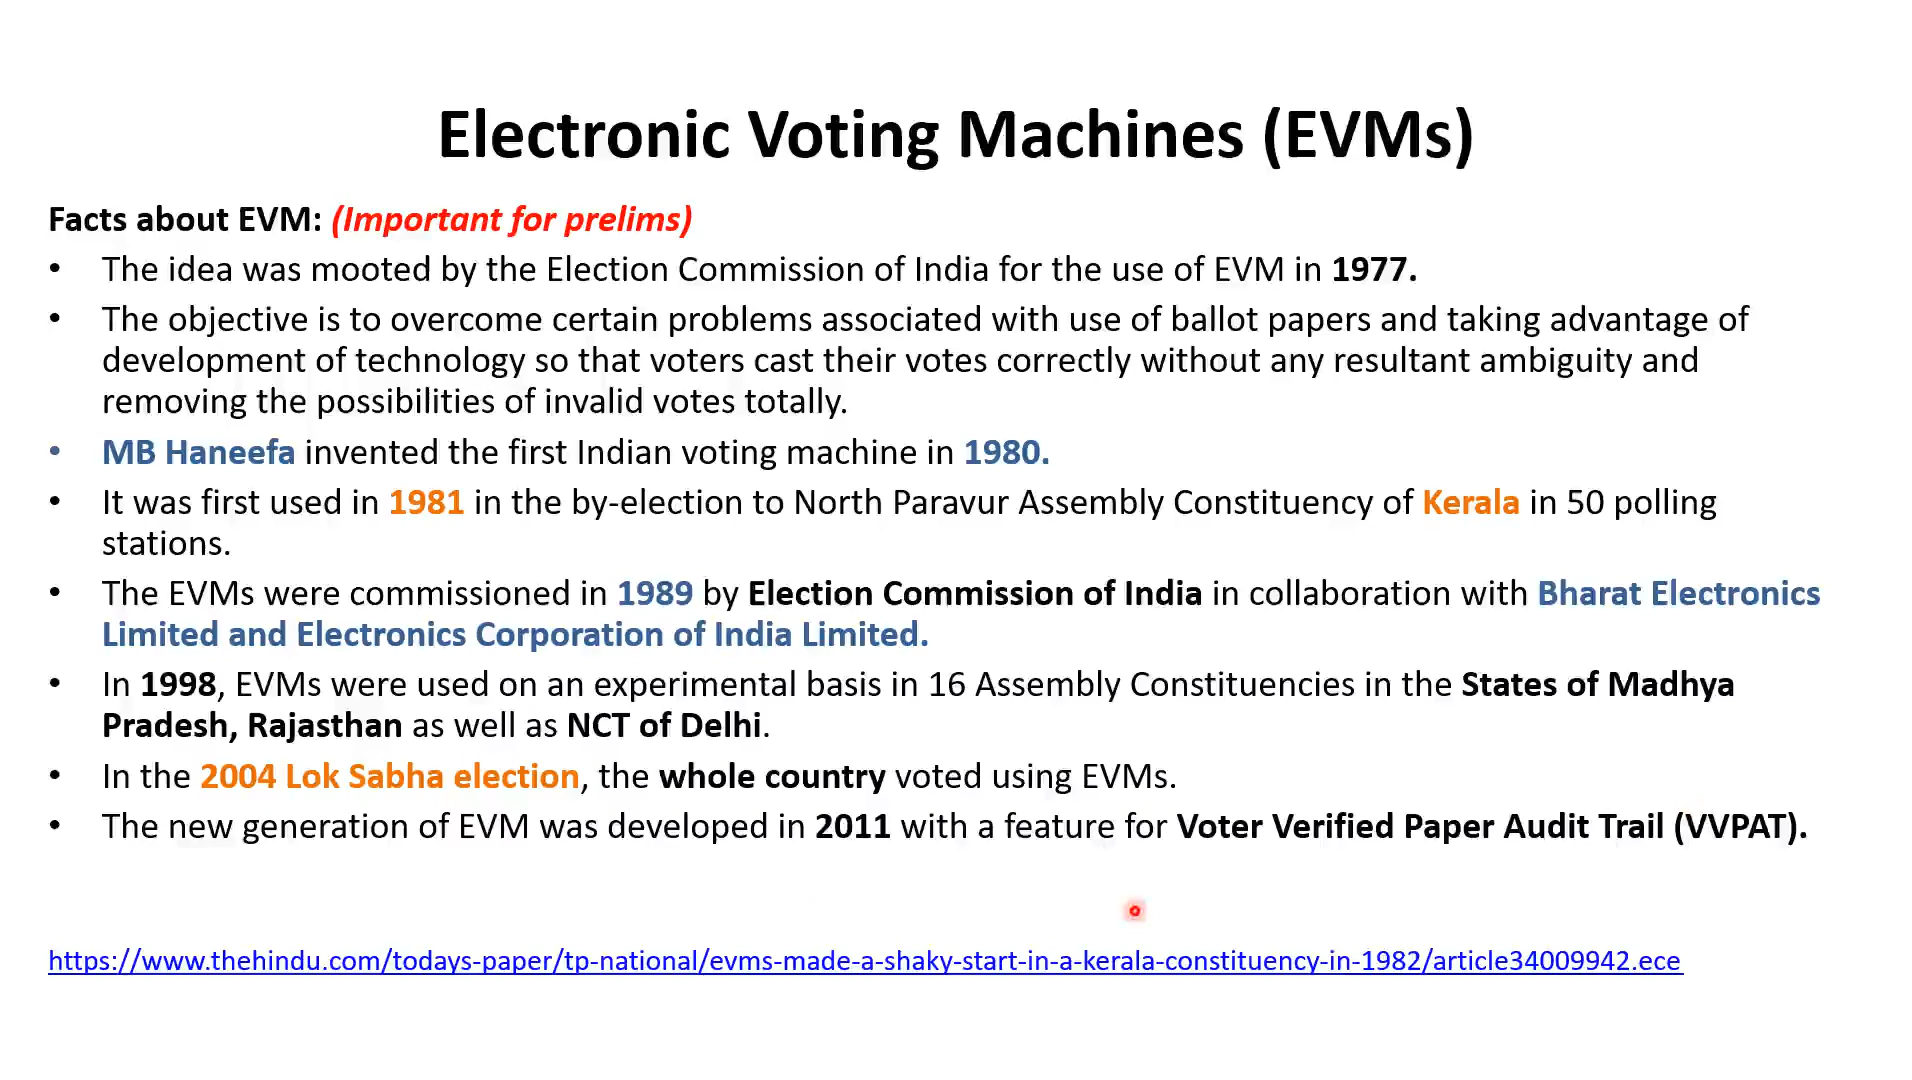 Electronic Voting Machines (EVMs)
Facts about EVM: (Important for prelims)
• The idea was mooted by the Election Commission of India for the use of EVM in 1977.
• The objective is to overcome certain problems associated with use of ballot papers and taking advantage of
development of technology so that voters cast their votes correctly without any resultant ambiguity and
removing the possibilities of invalid votes totally.
• MB Haneefa invented the first Indian voting machine in 1980.
• It was first used in 1981 in the by-election to North Paravur Assembly Constituency of Kerala in 50 polling
stations.
• The EVMs were commissioned in 1989 by Election Commission of India in collaboration with Bharat Electronics
Limited and Electronics Corporation of India Limited.
• In 1998, EVMs were used on an experimental basis in 16 Assembly Constituencies in the States of Madhya
Pradesh, Rajasthan as well as NCT of Delhi.
• In the 2004 Lok Sabha election, the whole country voted using EVMs.
• The new generation of EVM was developed in 2011 with a feature for Voter Verified Paper Audit Trail (VVPAT).
https://www.thehindu.com/todays-paper/tp-national/evms-made-a-shaky-start-in-a-kerala-constituency-in-1982/article34009942.ece